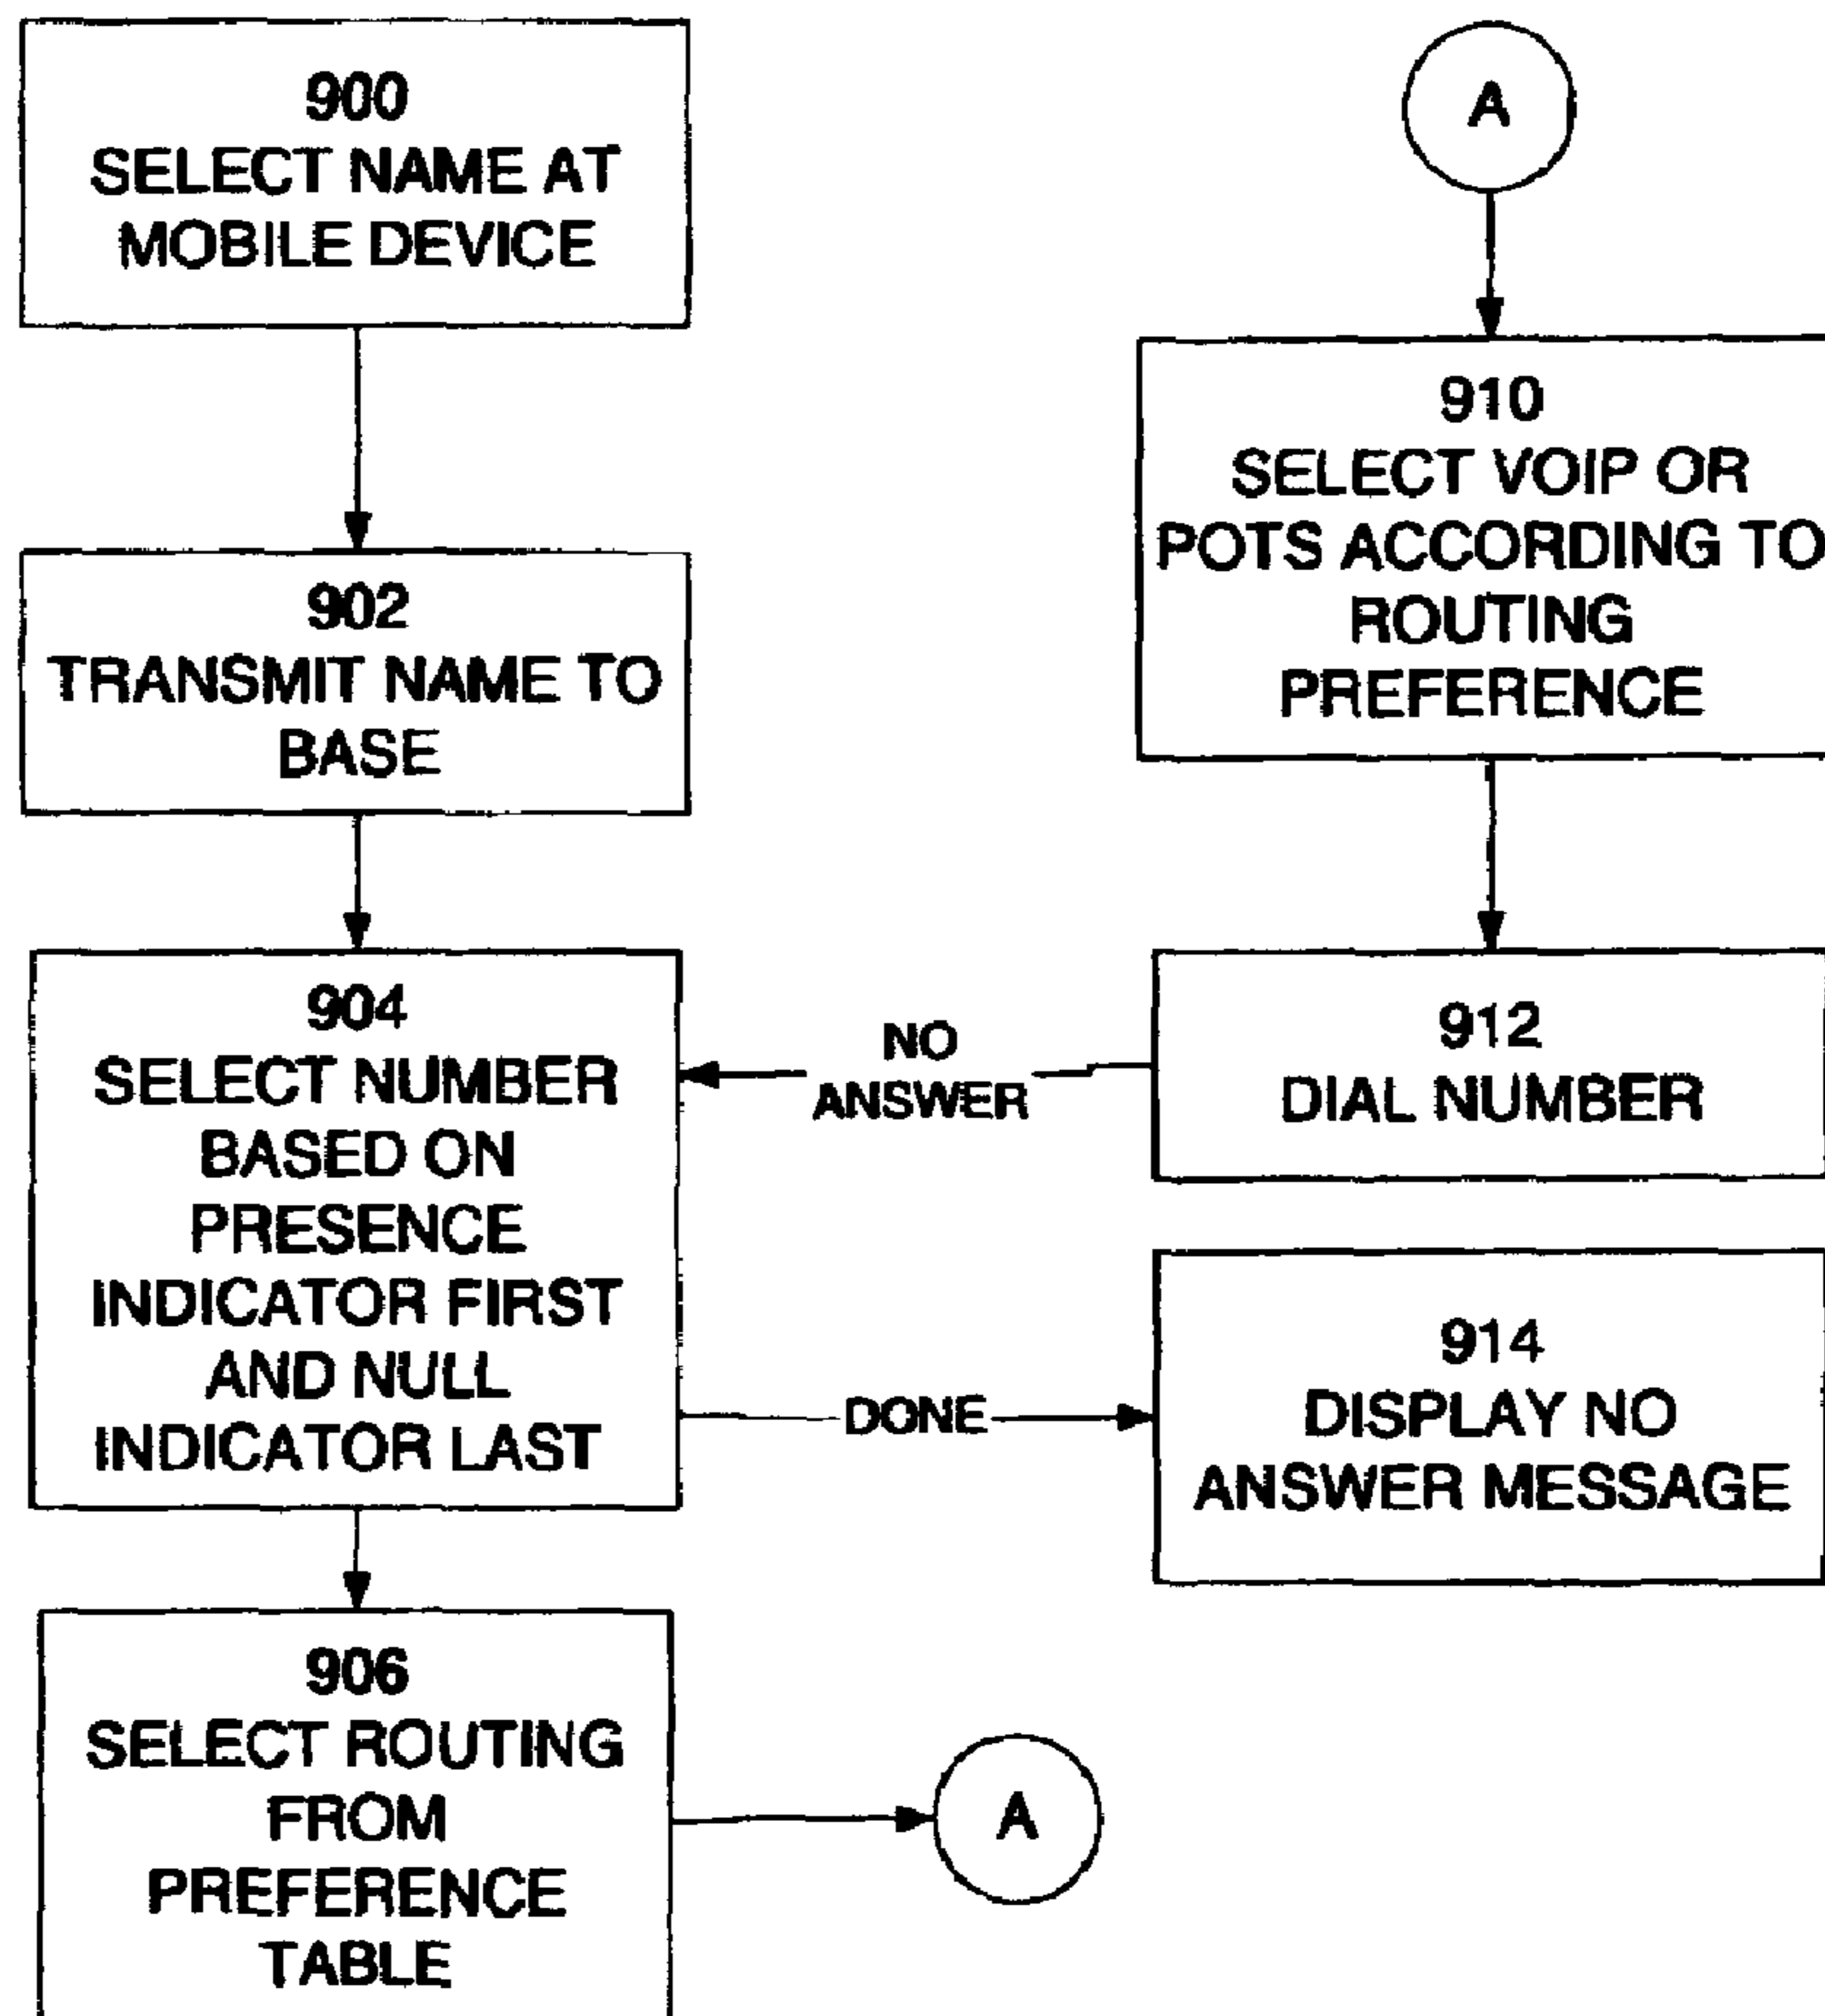 900
SELECT NAME AT
MOBILE DEVICE
902
TRANSMIT NAME TO
BASE
904
SELECT NUMBER
BASED ON
PRESENCE
INDICATOR FIRST
AND NULL
INDICATOR LAST
NO
ANSWER
DONE
906
SELECT ROUTING
FROM
PREFERENCE
TABLE
A
A
910
SELECT VOIP OR
POTS ACCORDING TO
ROUTING
PREFERENCE
912
DIAL NUMBER
914
DISPLAY NO
ANSWER MESSAGE